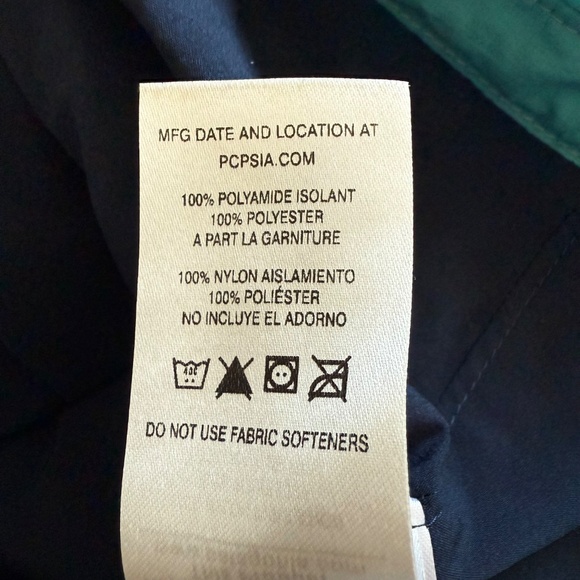 MFG DATE AND LOCATION AT
PCPSIA.COM
100% POLYAMIDE ISOLANT
100% POLYESTER
A PART LA GARNITURE
100% NYLON AISLAMIENTO
100% POLIÉSTER
NO INCLUYE EL ADORNO
40C
DO NOT USE FABRIC SOFTENERS